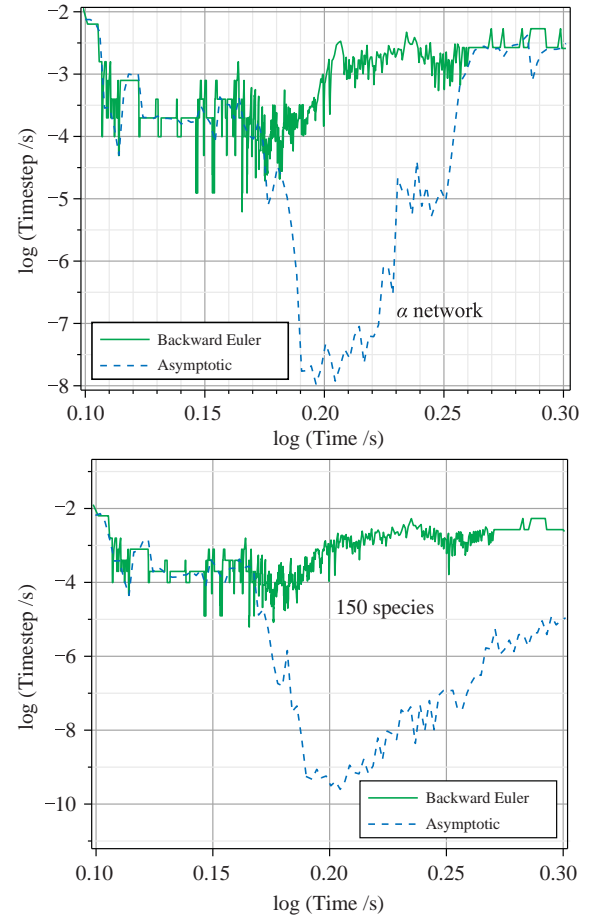 −2
−3
−4
−5
−6
−7
−8
log (Timestep /s)
α network
Backward Euler
Asymptotic
0.10 0.15 0.20 0.25 0.30
log (Time /s)
−2
−4
−6
−8
−10
log (Timestep /s)
150 species
Backward Euler
Asymptotic
0.10 0.15 0.20 0.25 0.30
log (Time /s)